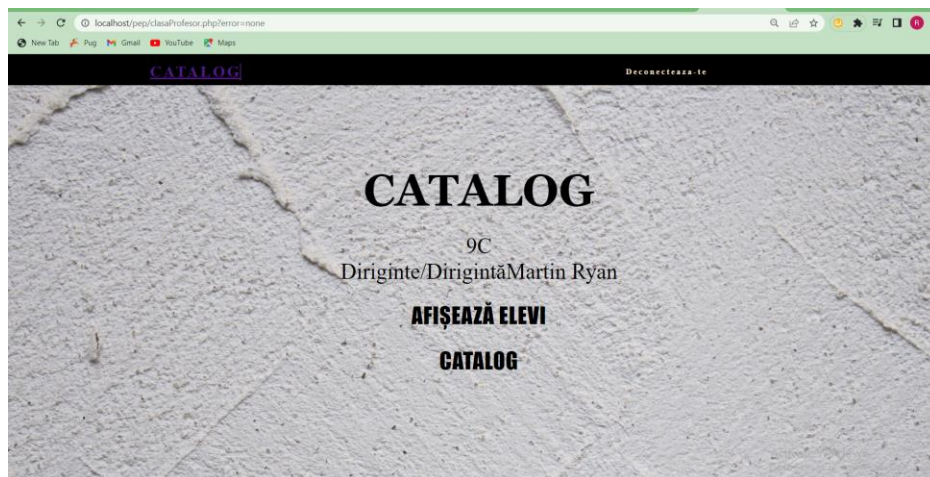 localhost/pep/clasaProfesor.php?error=none
R
New Tab Pug Gmail YouTube Maps
CATALOG Deconecteaza-te
CATALOG
9C
Diriginte/DirigintăMartin Ryan
AFIȘEAZĂ ELEVI
CATALOG